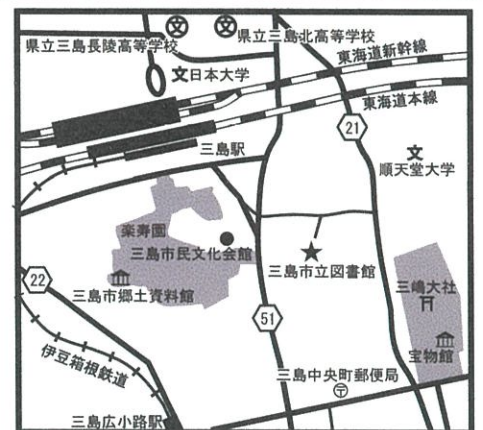 県立三島長陵高等学校
文
文
県立三島北高等学校
文日本大学
東海道新幹線
東海道本線
21
三島駅
文
順天堂大学
楽寿園
三島市民文化会館
三島市立図書館
三嶋大社
22
三島市郷土資料館
51
宝物館
伊豆箱根鉄道
三島中央町郵便局
〒
三島広小路駅